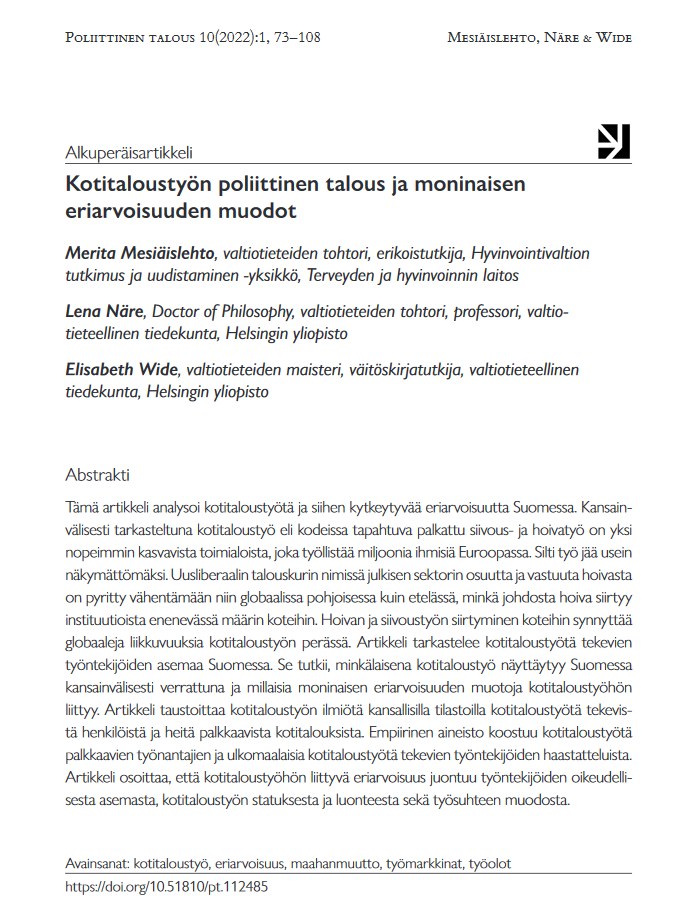 Poliittinen talous 10(2022):1, 73–108 Mesiäislehto, Näre & Wide
Alkuperäisartikkeli
Kotitaloustyön poliittinen talous ja moninaisen
eriarvoisuuden muodot
Merita Mesiäislehto, valtiotieteiden tohtori, erikoistutkija, Hyvinvointivaltion
tutkimus ja uudistaminen -yksikkö, Terveyden ja hyvinvoinnin laitos
Lena Näre, Doctor of Philosophy, valtiotieteiden tohtori, professori, valtio-
tieteellinen tiedekunta, Helsingin yliopisto
Elisabeth Wide, valtiotieteiden maisteri, väitöskirjatutkija, valtiotieteellinen
tiedekunta, Helsingin yliopisto
Abstrakti
Tämä artikkeli analysoi kotitaloustyötä ja siihen kytkeytyvää eriarvoisuutta Suomessa. Kansain-
välisesti tarkasteltuna kotitaloustyö eli kodeissa tapahtuva palkattu siivous- ja hoivatyö on yksi
nopeimmin kasvavista toimialoista, joka työllistää miljoonia ihmisiä Euroopassa. Silti työ jää usein
näkymättömäksi. Uusliberaalin talouskurin nimissä julkisen sektorin osuutta ja vastuuta hoivasta
on pyritty vähentämään niin globaalissa pohjoisessa kuin etelässä, minkä johdosta hoiva siirtyy
instituutioista enenevässä määrin koteihin. Hoivan ja siivoustyön siirtyminen koteihin synnyttää
globaaleja liikkuvuuksia kotitaloustyön perässä. Artikkeli tarkastelee kotitaloustyötä tekevien
työntekijöiden asemaa Suomessa. Se tutkii, minkälaisena kotitaloustyö näyttäytyy Suomessa
kansainvälisesti verrattuna ja millaisia moninaisen eriarvoisuuden muotoja kotitaloustyöhön
liittyy. Artikkeli taustoittaa kotitaloustyön ilmiötä kansallisilla tilastoilla kotitaloustyötä tekevis-
tä henkilöistä ja heitä palkkaavista kotitalouksista. Empiirinen aineisto koostuu kotitaloustyötä
palkkaavien työnantajien ja ulkomaalaisia kotitaloustyötä tekevien työntekijöiden haastatteluista.
Artikkeli osoittaa, että kotitaloustyöhön liittyvä eriarvoisuus juontuu työntekijöiden oikeudelli-
sesta asemasta, kotitaloustyön statuksesta ja luonteesta sekä työsuhteen muodosta.
Avainsanat: kotitaloustyö, eriarvoisuus, maahanmuutto, työmarkkinat, työolot
https://doi.org/10.51810/pt.112485